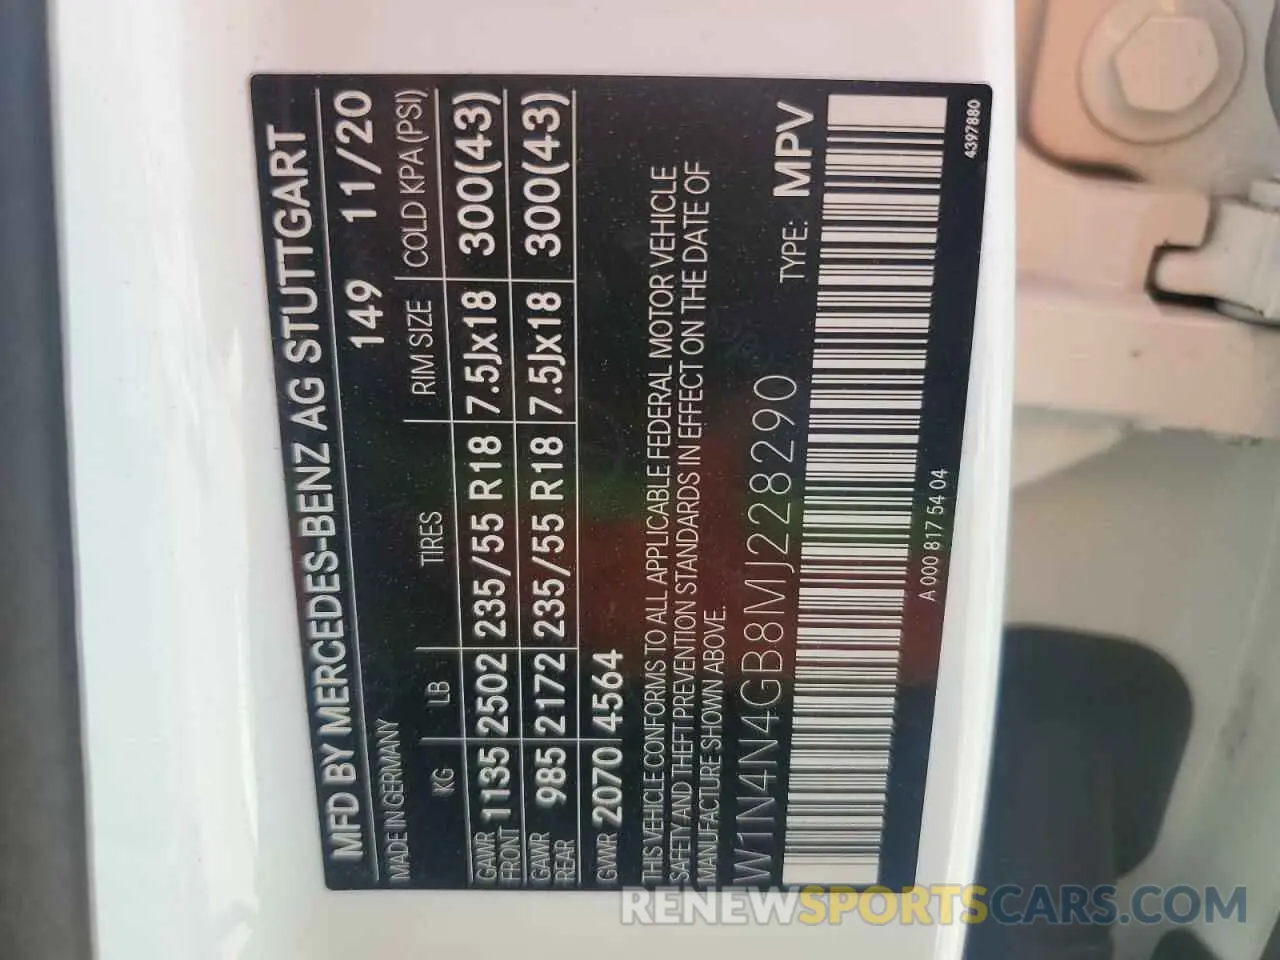 MFD BY MERCEDES-BENZ AG STUTTGART
MADE IN GERMANY 149 11/20
KG LB TIRES RIM SIZE COLD KPA(PSI)
GAWR FRONT 1135 2502 235/55 R18 7.5Jx18 300(43)
GAWR REAR 985 2172 235/55 R18 7.5Jx18 300(43)
GVWR 2070 4564
THIS VEHICLE CONFORMS TO ALL APPLICABLE FEDERAL MOTOR VEHICLE
SAFETY AND THEFT PREVENTION STANDARDS IN EFFECT ON THE DATE OF
MANUFACTURE SHOWN ABOVE.
W1N4N4GB8MJ228290 TYPE: MPV
A 000 817 54 04
4397880
RENEWSPORTSCARS.COM